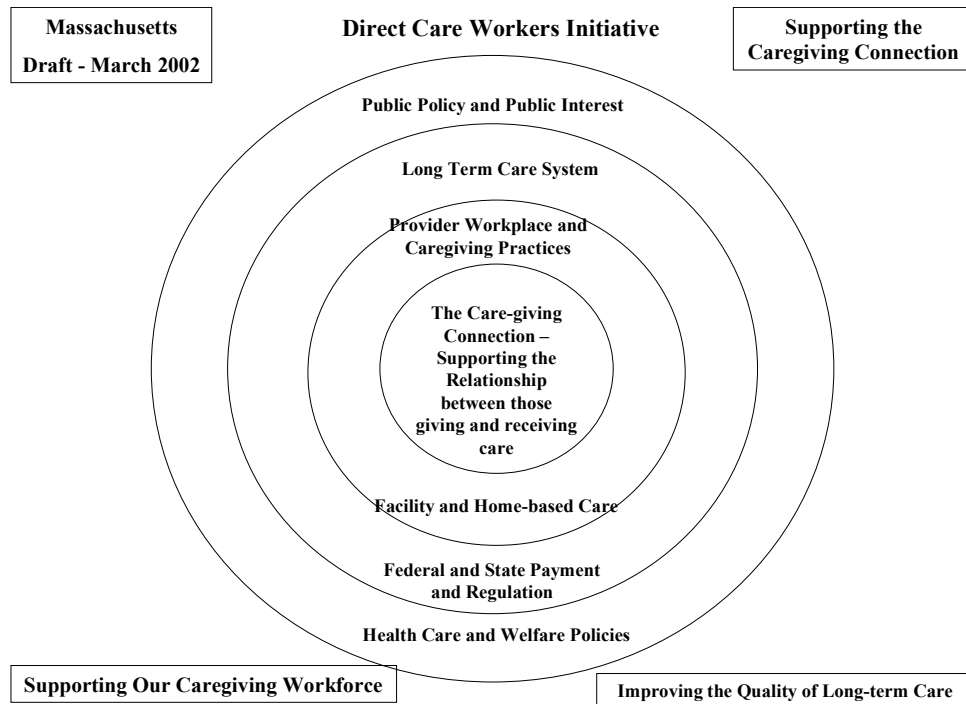 Massachusetts
Draft - March 2002
Direct Care Workers Initiative
Supporting the
Caregiving Connection
Public Policy and Public Interest
Long Term Care System
Provider Workplace and
Caregiving Practices
The Care-giving
Connection –
Supporting the
Relationship
between those
giving and receiving
care
Facility and Home-based Care
Federal and State Payment
and Regulation
Health Care and Welfare Policies
Supporting Our Caregiving Workforce
Improving the Quality of Long-term Care